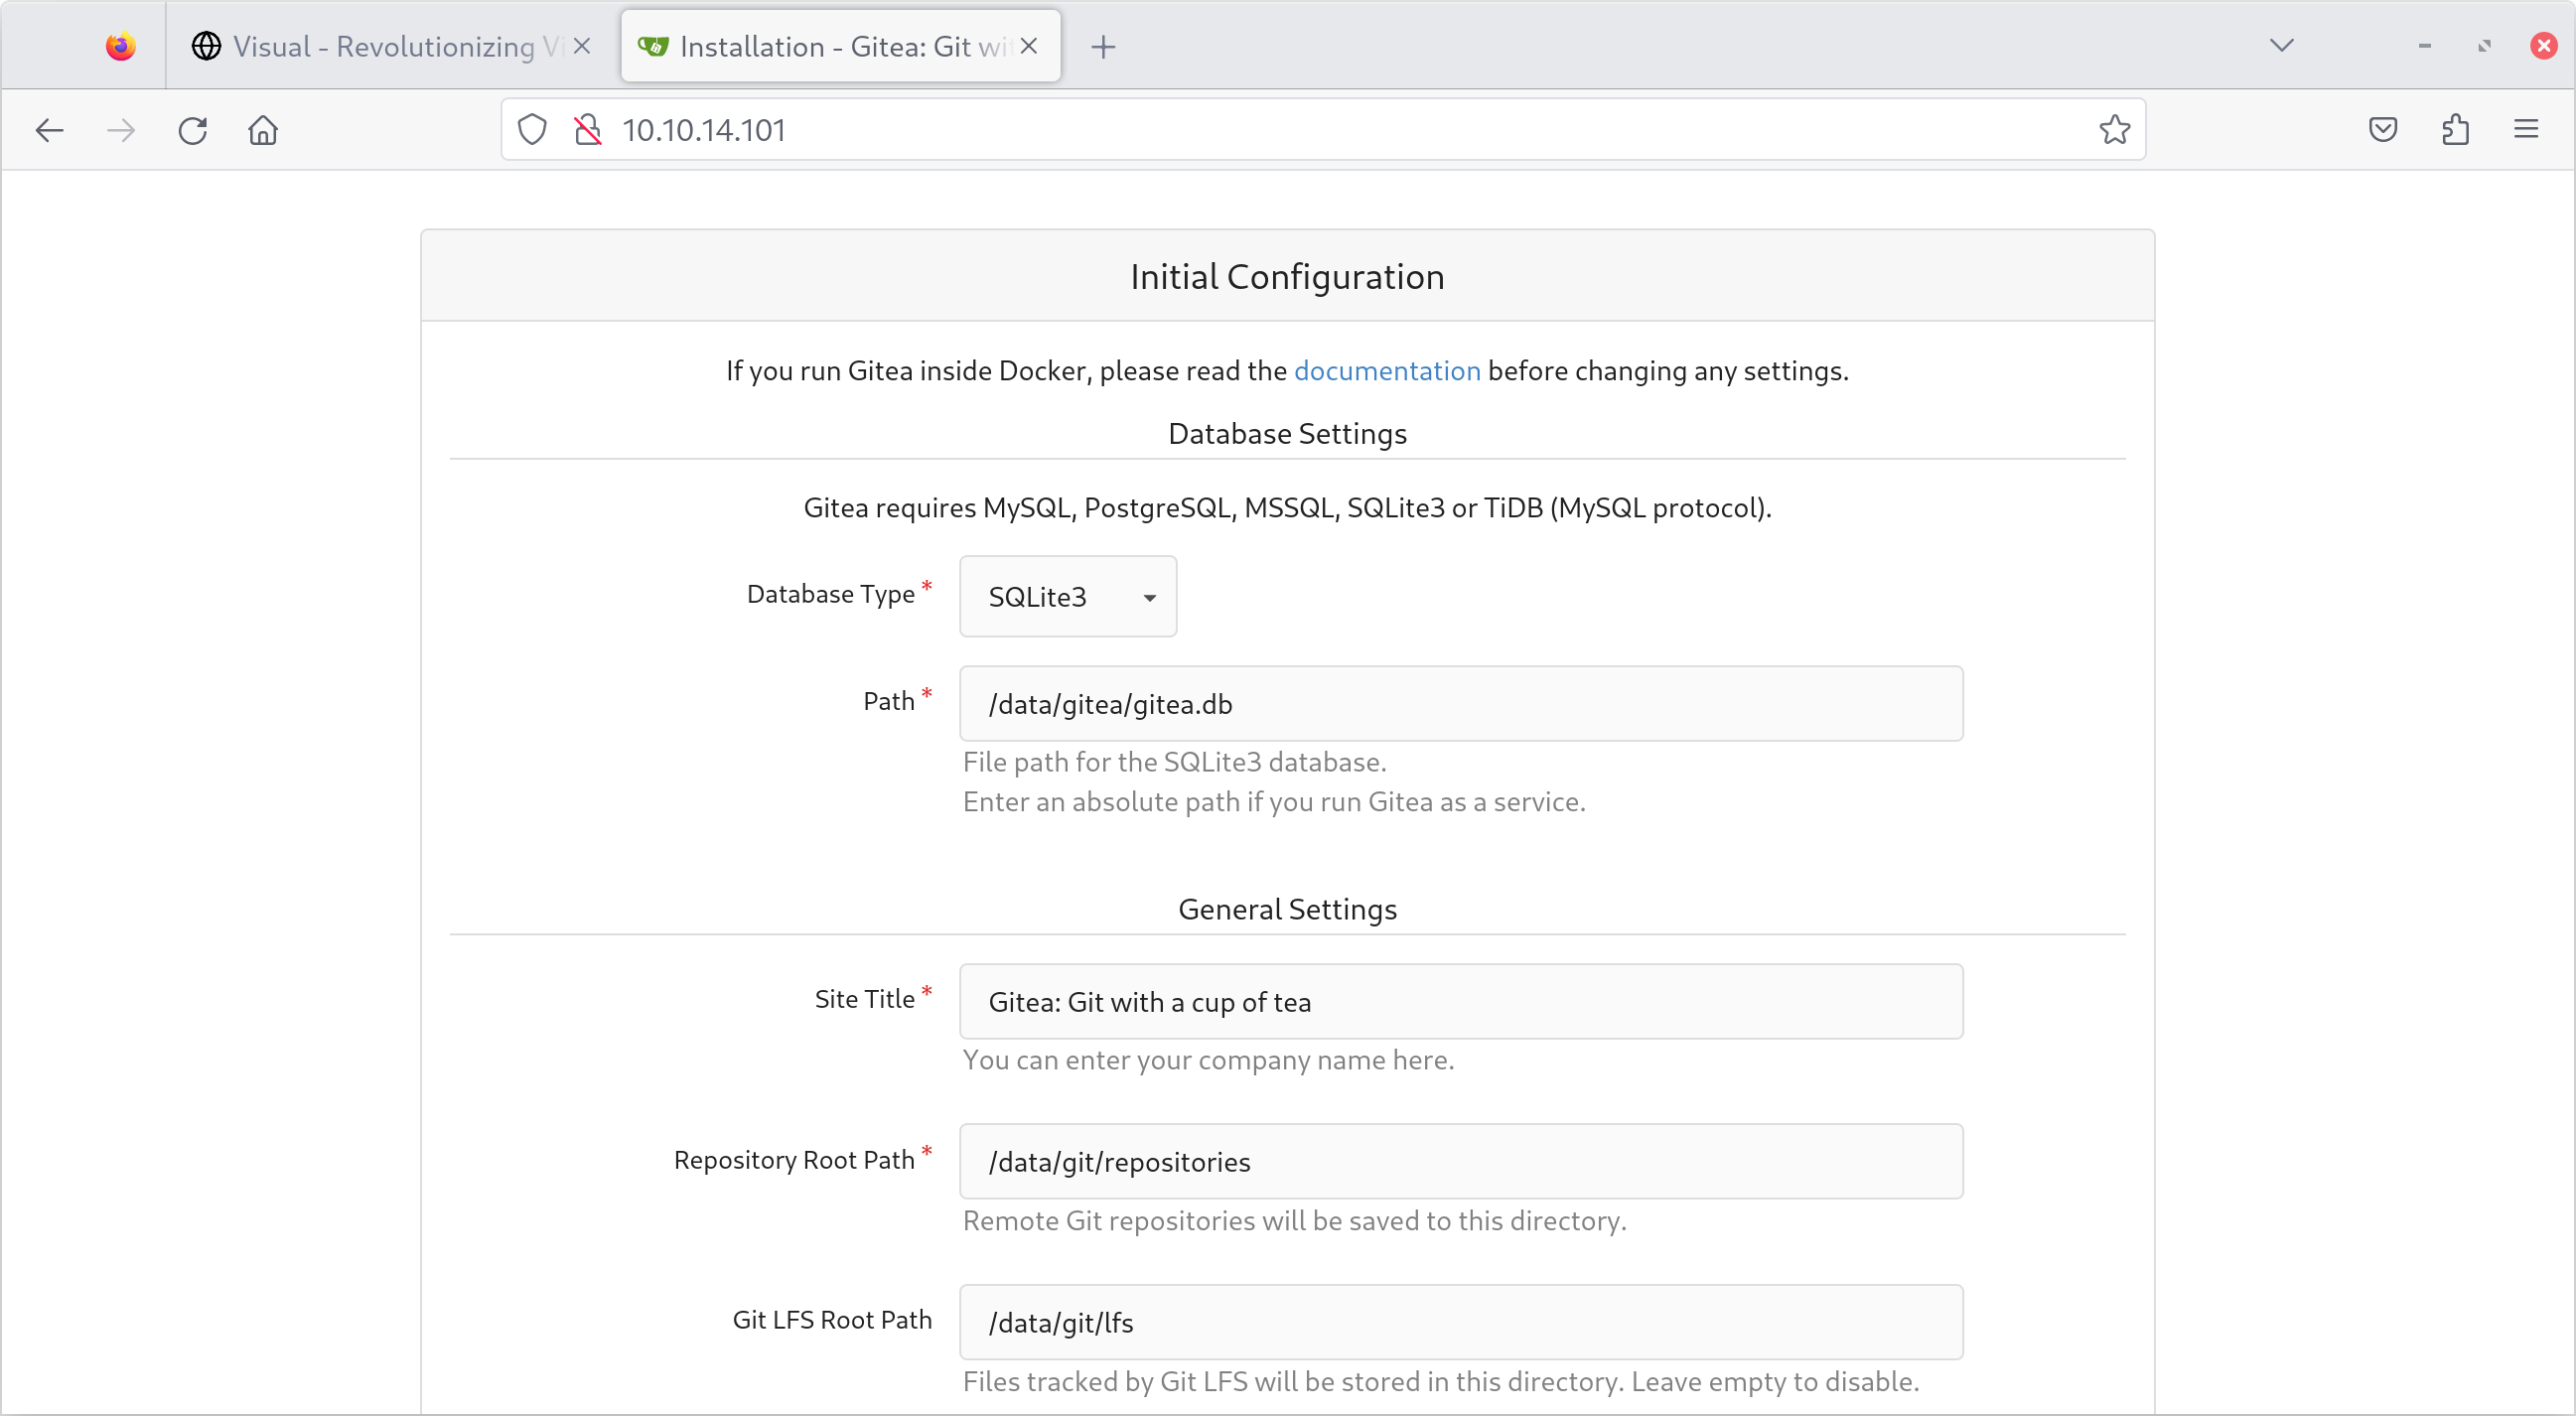 Visual - Revolutionizing Vi
Installation - Gitea: Git wit
10.10.14.101
Initial Configuration
If you run Gitea inside Docker, please read the documentation before changing any settings.
Database Settings
Gitea requires MySQL, PostgreSQL, MSSQL, SQLite3 or TiDB (MySQL protocol).
Database Type * SQLite3
Path * /data/gitea/gitea.db
File path for the SQLite3 database.
Enter an absolute path if you run Gitea as a service.
General Settings
Site Title * Gitea: Git with a cup of tea
You can enter your company name here.
Repository Root Path * /data/git/repositories
Remote Git repositories will be saved to this directory.
Git LFS Root Path /data/git/lfs
Files tracked by Git LFS will be stored in this directory. Leave empty to disable.